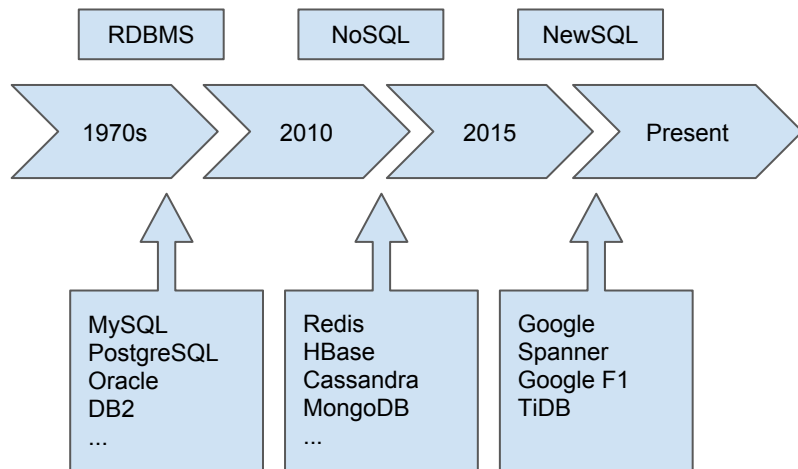 RDBMS
NoSQL
NewSQL
1970s
2010
2015
Present
MySQL
PostgreSQL
Oracle
DB2
...
Redis
HBase
Cassandra
MongoDB
...
Google
Spanner
Google F1
TiDB